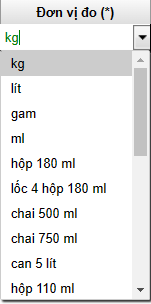 Đơn vị đo (*)
kg
kg
lít
gam
ml
hộp 180 ml
lốc 4 hộp 180 ml
chai 500 ml
chai 750 ml
can 5 lít
hộp 110 ml